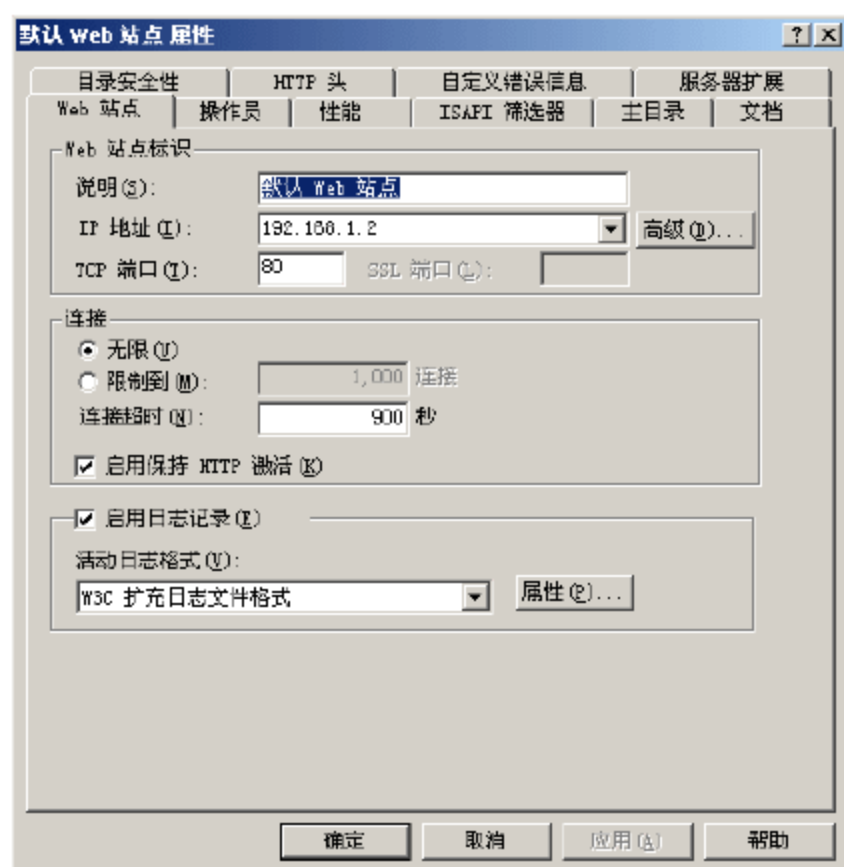 默认 Web 站点 属性
目录安全性 HTTP 头 自定义错误信息 服务器扩展
Web 站点 操作员 性能 ISAPI 筛选器 主目录 文档
Web 站点标识
说明(S): 默认 Web 站点
IP 地址(I): 192.168.1.2 高级(D)...
TCP 端口(T): 80 SSL 端口(L):
连接
无限(U)
限制到(M): 1,000 连接
连接超时(N): 900 秒
启用保持 HTTP 激活(K)
启用日志记录(E)
活动日志格式(V):
W3C 扩充日志文件格式 属性(P)...
确定 取消 应用(A) 帮助